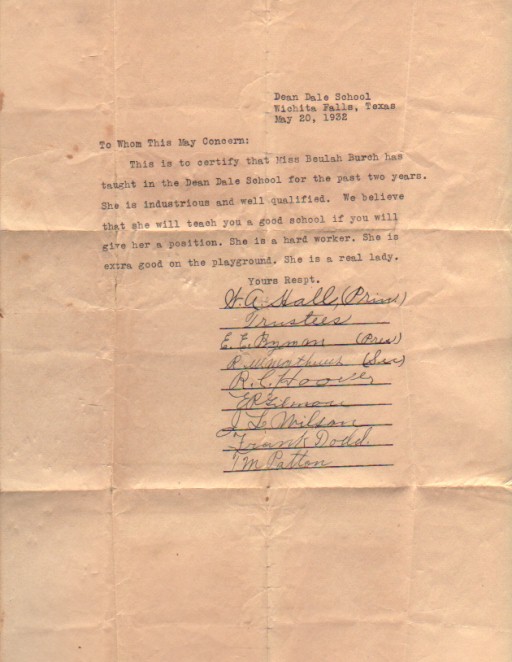 Dean Dale School
Wichita Falls, Texas
May 20, 1932
To Whom This May Concern:
This is to certify that Miss Beulah Burch has
taught in the Dean Dale School for the past two years.
She is industrious and well qualified. We believe
that she will teach you a good school if you will
give her a position. She is a hard worker. She is
extra good on the playground. She is a real lady.
Yours Respt.
W. A. Hall, (Prin)
Trustees
E. E. (Pres)
R. (Sec)
R. C. Hoover
J L Wilson
Frank Dodd
T M Patton